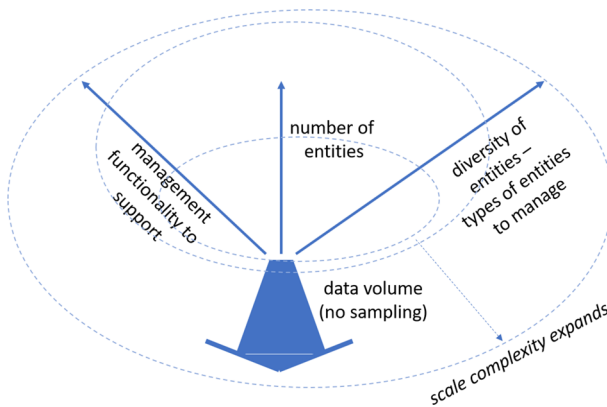 management
functionality to
support
number of
entities
diversity of
entities –
types of entities
to manage
data volume
(no sampling)
scale complexity expands